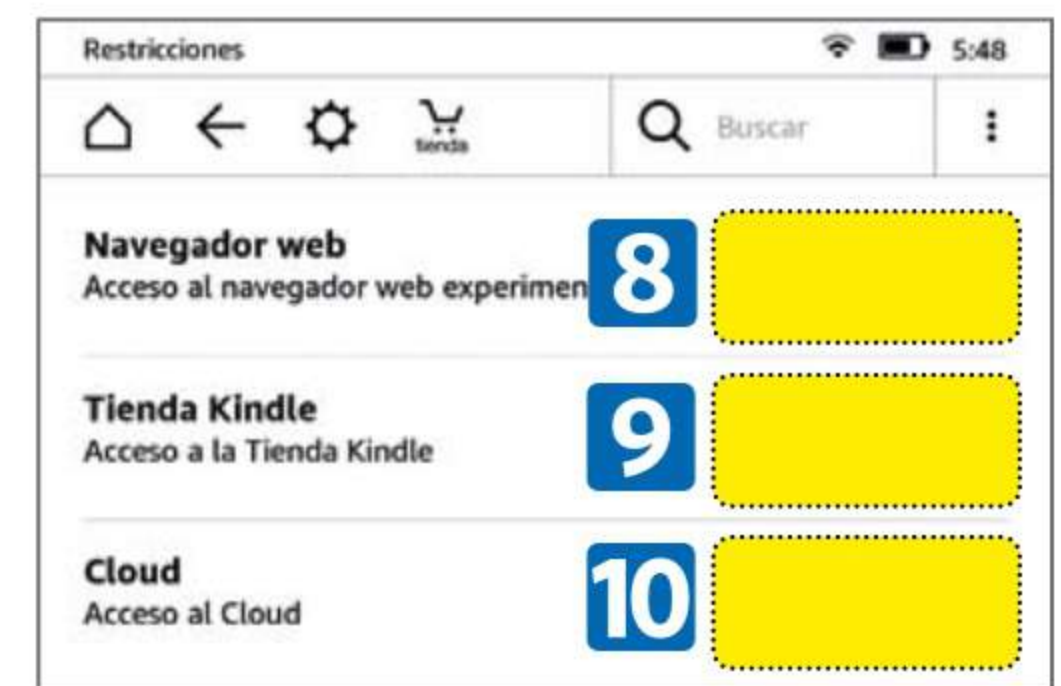 Restricciones 5:48
tienda Buscar
Navegador web
Acceso al navegador web experimen
8
Tienda Kindle
Acceso a la Tienda Kindle
9
Cloud
Acceso al Cloud
10